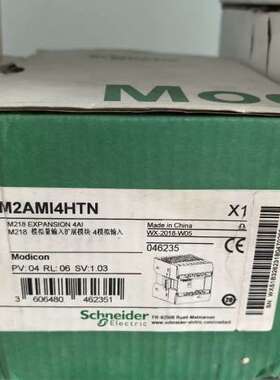 MO
M2AMI4HTN X1
M218 EXPANSION 4AI
M218 模拟量输入扩展模块 4模拟输入
Made in China
WX-2018-W05
046235
Modicon
PV:04 RL:06 SV:1.03
3 606480 462351
Schneider
Electric